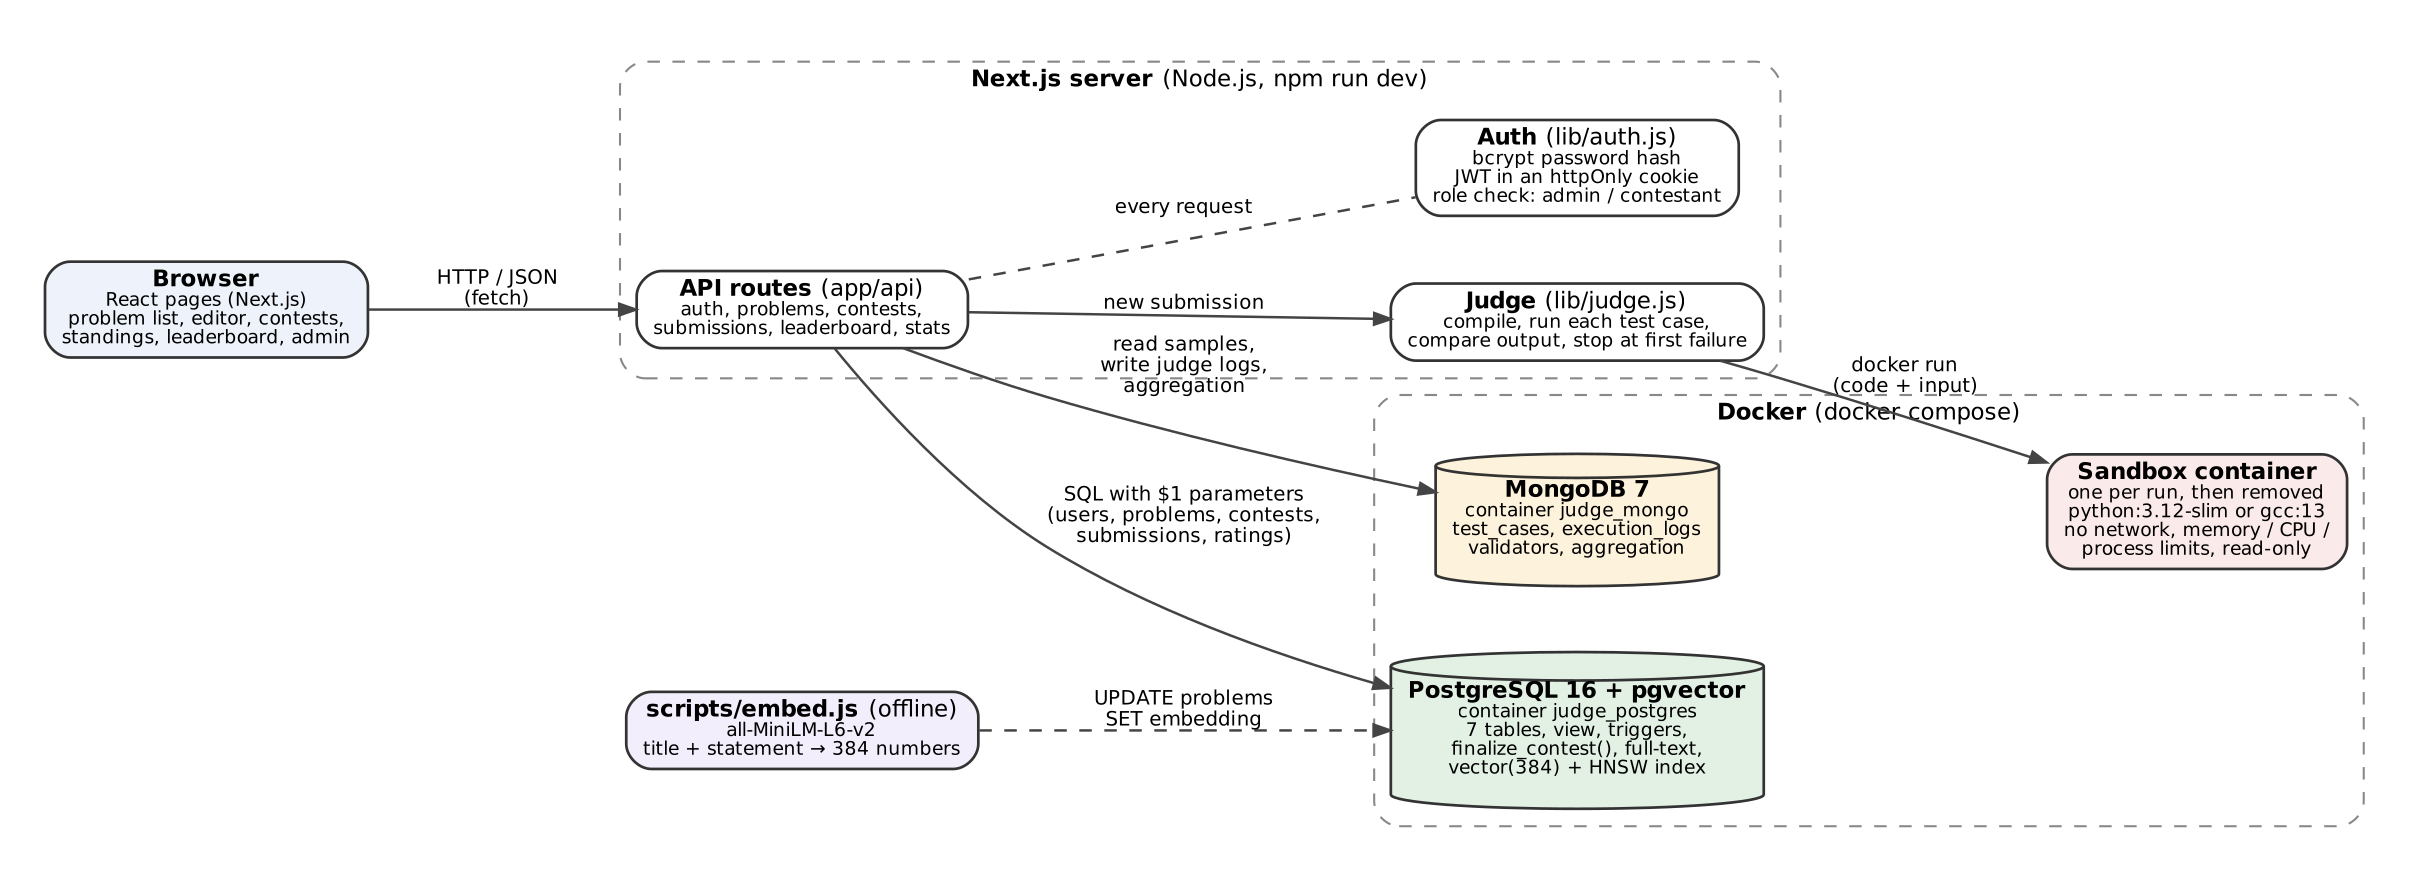 Next.js server (Node.js, npm run dev)
Auth (lib/auth.js)
bcrypt password hash
JWT in an httpOnly cookie
role check: admin / contestant
every request
Browser
React pages (Next.js)
problem list, editor, contests,
standings, leaderboard, admin
HTTP / JSON
(fetch)
API routes (app/api)
auth, problems, contests,
submissions, leaderboard, stats
new submission
Judge (lib/judge.js)
compile, run each test case,
compare output, stop at first failure
read samples,
write judge logs,
aggregation
docker run
(code + input)
Docker (docker compose)
MongoDB 7
container judge_mongo
test_cases, execution_logs
validators, aggregation
Sandbox container
one per run, then removed
python:3.12-slim or gcc:13
no network, memory / CPU /
process limits, read-only
SQL with $1 parameters
(users, problems, contests,
submissions, ratings)
scripts/embed.js (offline)
all-MiniLM-L6-v2
title + statement → 384 numbers
UPDATE problems
SET embedding
PostgreSQL 16 + pgvector
container judge_postgres
7 tables, view, triggers,
finalize_contest(), full-text,
vector(384) + HNSW index